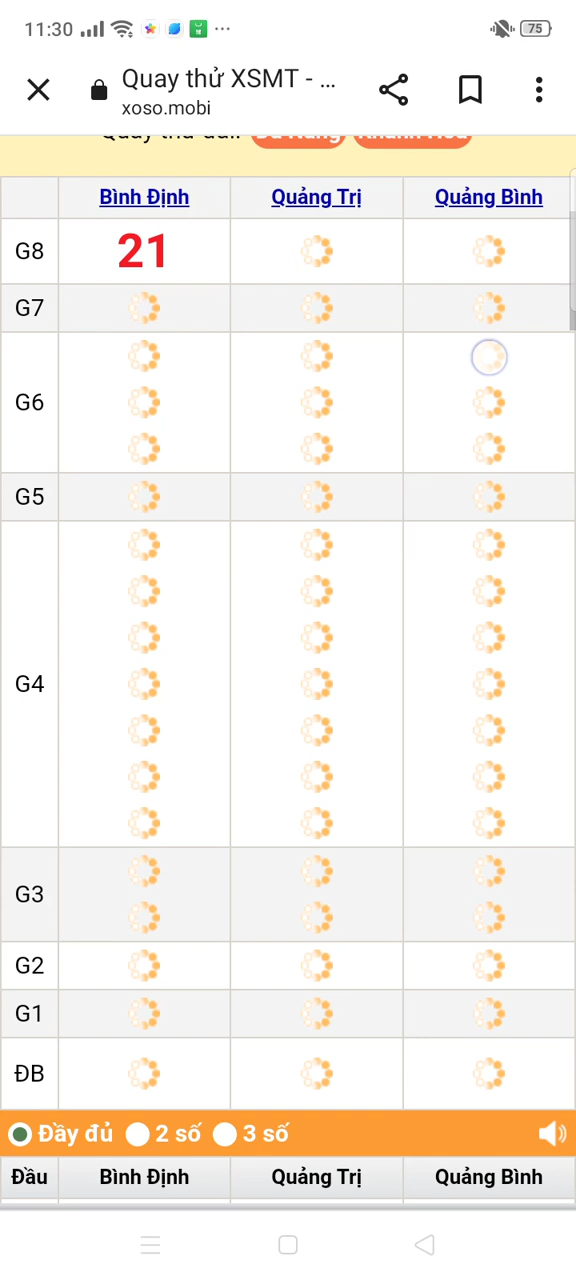 11:30
75
Quay thử XSMT - ...
xoso.mobi
Bình Định Quảng Trị Quảng Bình
G8 21
G7
G6
G5
G4
G3
G2
G1
ĐB
Đầy đủ 2 số 3 số
Đầu Bình Định Quảng Trị Quảng Bình